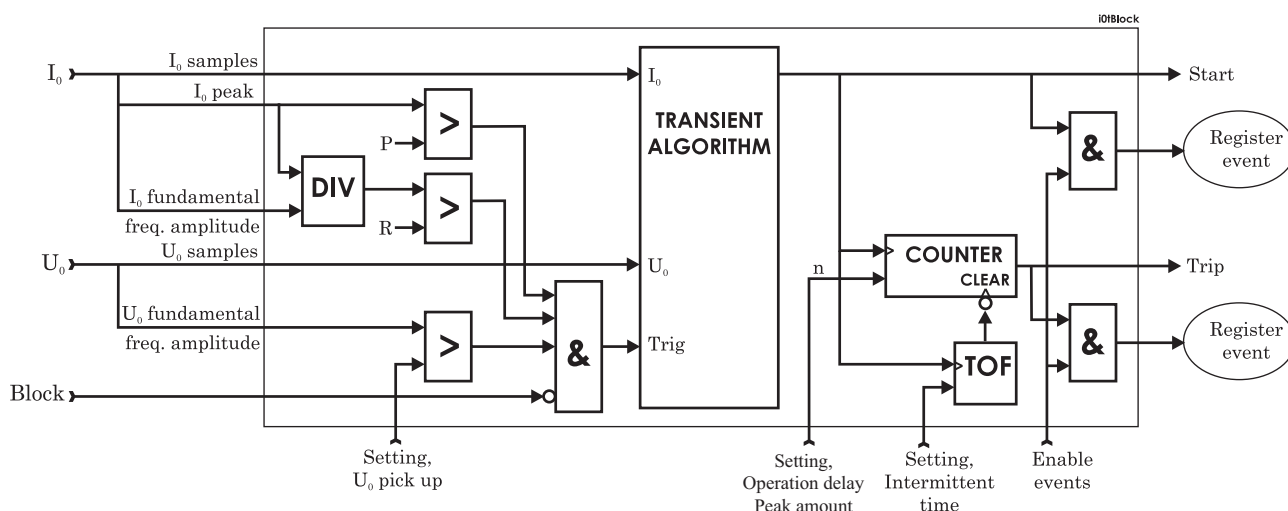 i0tBlock
I₀
I₀ samples
I₀ peak
P
>
DIV
>
R
I₀ fundamental
freq. amplitude
U₀
U₀ samples
U₀ fundamental
freq. amplitude
>
&
Block
Setting,
U₀ pick up
I₀
TRANSIENT
ALGORITHM
U₀
Trig
Start
&
Register
event
n
COUNTER
CLEAR
Trip
TOF
&
Register
event
Setting,
Operation delay
Peak amount
Setting,
Intermittent
time
Enable
events